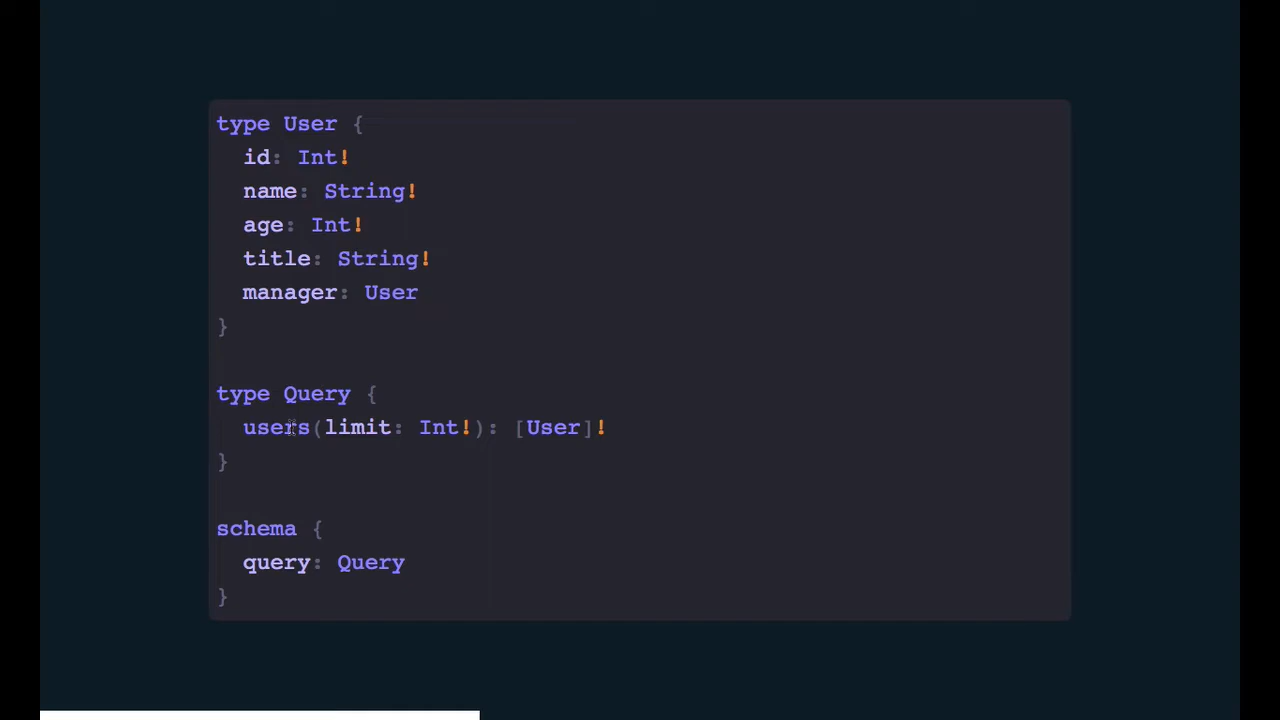 type User {
  id: Int!
  name: String!
  age: Int!
  title: String!
  manager: User
}
type Query {
  users(limit: Int!): [User]!
}
schema {
  query: Query
}